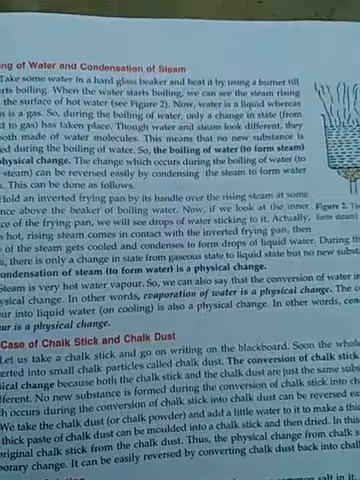 ng of Water and Condensation of Steam
Take some water in a hard glass beaker and heat it by using a burner till
rts boiling. When the water starts boiling, we can see the steam rising
the surface of hot water (see Figure 2). Now, water is a liquid whereas
n is a gas. So, during the boiling of water, only a change in state (from
d to gas) has taken place. Though water and steam look different, they
both made of water molecules. This means that no new substance is
ed during the boiling of water. So, the boiling of water (to form steam)
physical change. The change which occurs during the boiling of water (to
steam) can be reversed easily by condensing the steam to form water
. This can be done as follows.
Hold an inverted frying pan by its handle over the rising steam at some
nce above the beaker of boiling water. Now, if we look at the inner
ce of the frying pan, we will see drops of water sticking to it. Actually,
hot, rising steam comes in contact with the inverted frying pan, then
of the steam gets cooled and condenses to form drops of liquid water. During th
, there is only a change in state from gaseous state to liquid state but no new subst
ondensation of steam (to form water) is a physical change.
Figure 2. The
form steam)
Steam is very hot water vapour. So, we can also say that the conversion of water in
ysical change. In other words, evaporation of water is a physical change. The c
ur into liquid water (on cooling) is also a physical change. In other words, con
ur is a physical change.
Case of Chalk Stick and Chalk Dust
Let us take a chalk stick and go on writing on the blackboard. Soon the whole
erted into small chalk particles called chalk dust. The conversion of chalk stick
sical change because both the chalk stick and the chalk dust are just the same subs
fferent. No new substance is formed during the conversion of chalk stick into ch
h occurs during the conversion of chalk stick into chalk dust can be reversed ea
We take the chalk dust (or chalk powder) and add a little water to it to make a thi
thick paste of chalk dust can be moulded into a chalk stick and then dried. In this
original chalk stick from the chalk dust. Thus, the physical change from chalk s
orary change. It can be easily reversed by converting chalk dust back into chalk
common salt in it.